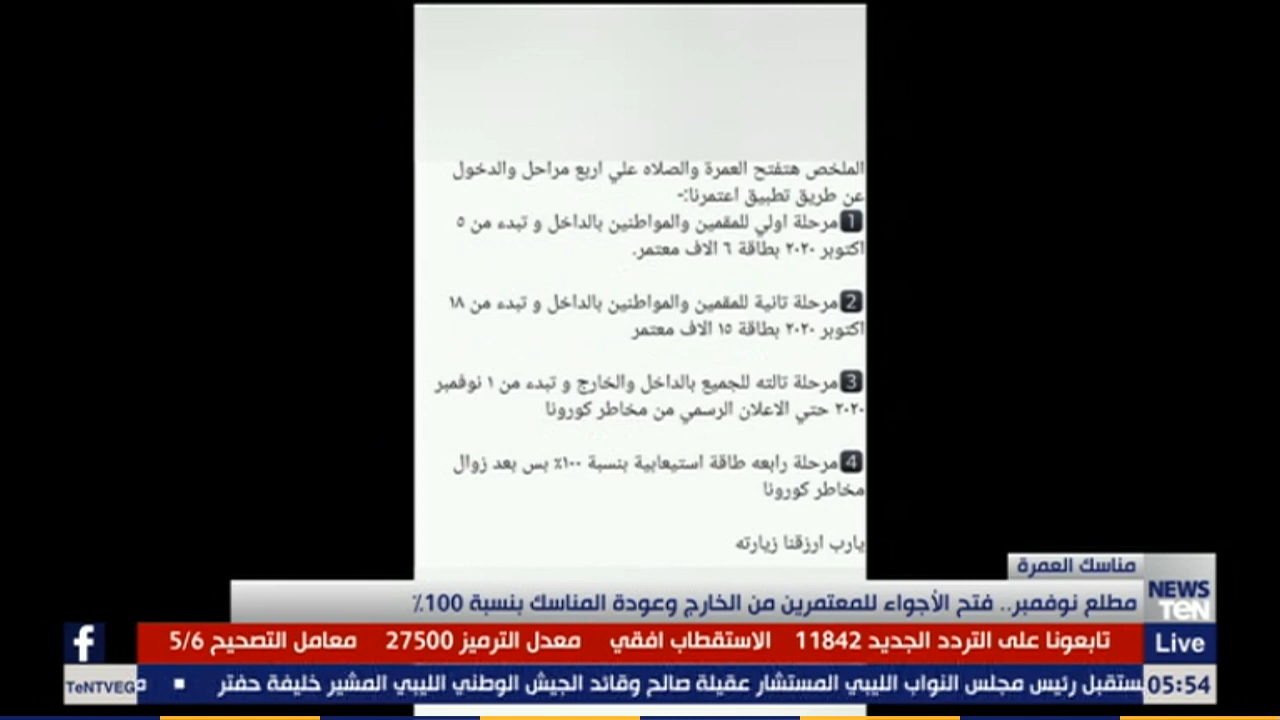 الملخص هتفتح العمرة والصلاه علي اربع مراحل والدخول
عن طريق تطبيق اعتمرنا:-
1 مرحلة اولي للمقمين والمواطنين بالداخل و تبدء من ٥
اكتوبر ٢٠٢٠ بطاقة ٦ الاف معتمر.
2 مرحلة تانية للمقمين والمواطنين بالداخل و تبدء من ١٨
اكتوبر ٢٠٢٠ بطاقة ١٥ الاف معتمر
3 مرحلة تالته للجميع بالداخل والخارج و تبدء من ١ نوفمبر
٢٠٢٠ حتي الاعلان الرسمي من مخاطر كورونا
4 مرحلة رابعه طاقة استيعابية بنسبة ١٠٠٪ بس بعد زوال
مخاطر كورونا
يارب ارزقنا زيارته
مناسك العمرة
مطلع نوفمبر.. فتح الأجواء للمعتمرين من الخارج وعودة المناسك بنسبة 100٪
NEWS
TeN
تابعونا على التردد الجديد 11842 الاستقطاب افقي معدل الترميز 27500 معامل التصحيح 5/6
Live
f
ستقبل رئيس مجلس النواب الليبي المستشار عقيلة صالح وقائد الجيش الوطني الليبي المشير خليفة حفتر
05:54
TeNTVEG